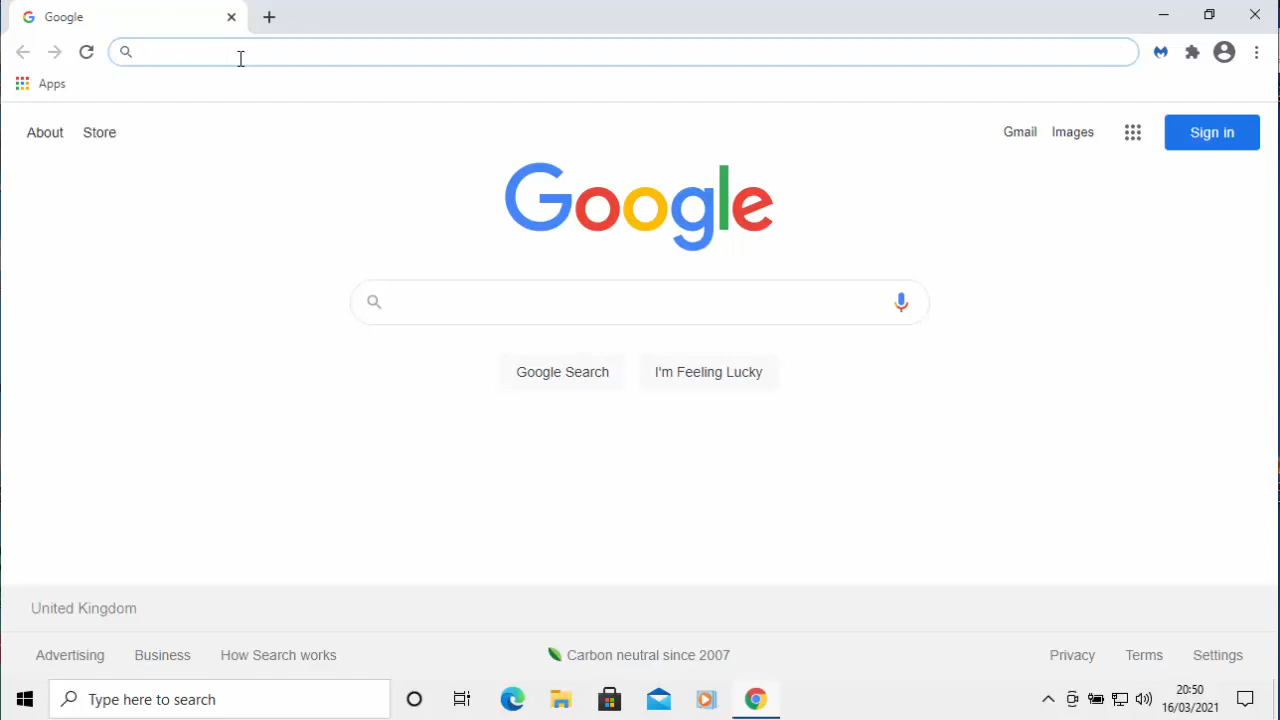 Google
Apps
About Store
Gmail Images Sign in
Google
Google Search I'm Feeling Lucky
United Kingdom
Advertising Business How Search works Carbon neutral since 2007 Privacy Terms Settings
Type here to search
20:50
16/03/2021